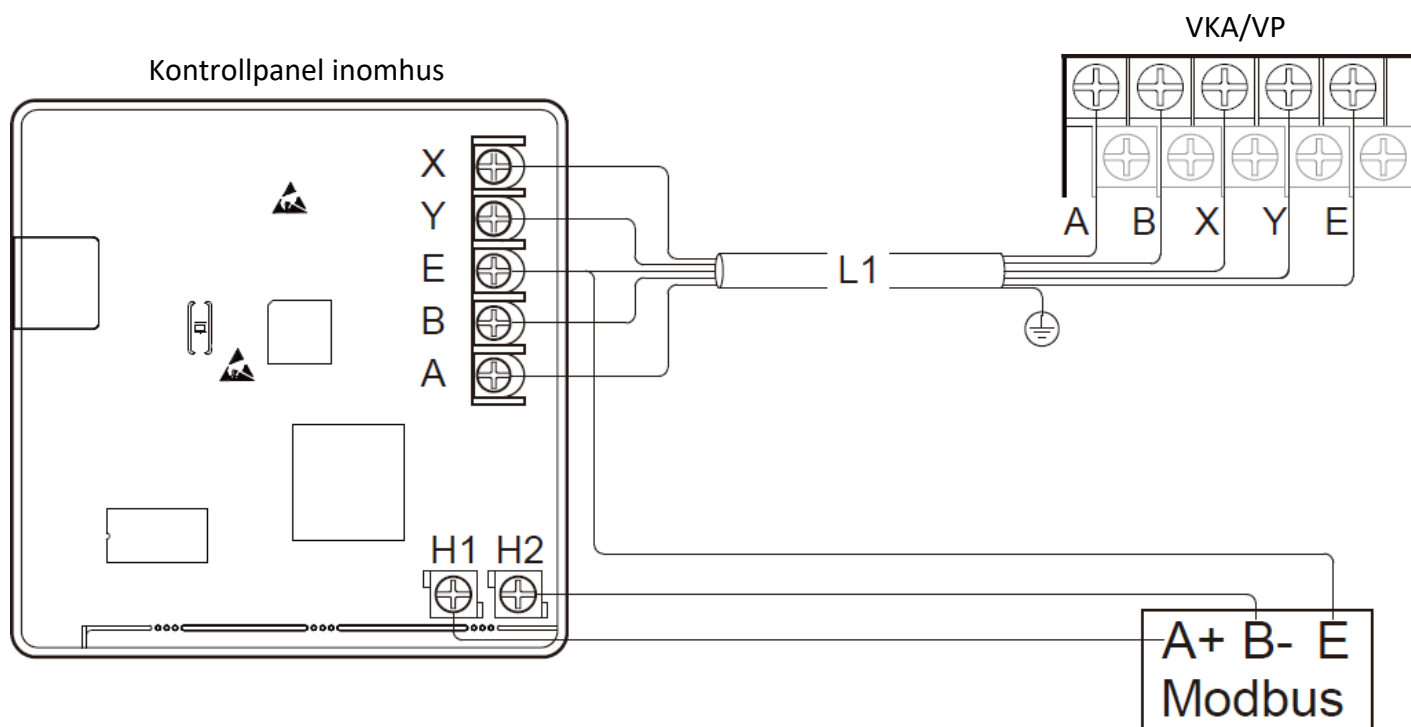 VKA/VP
Kontrollpanel inomhus
X
Y
E
B
A
A B X Y E
L1
H1 H2
A+ B- E
Modbus